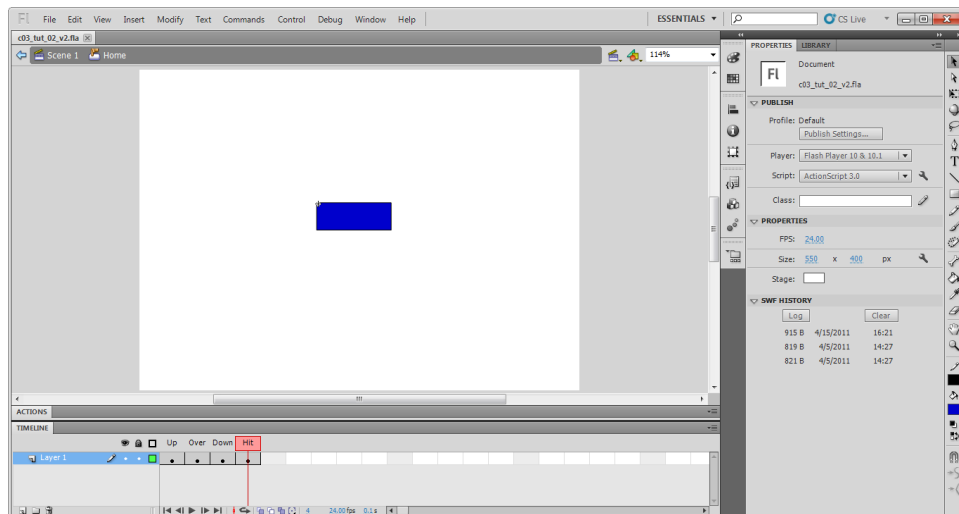 Fl File Edit View Insert Modify Text Commands Control Debug Window Help ESSENTIALS CS Live
c03_tut_02_v2.fla
Scene 1 Home 114%
PROPERTIES LIBRARY
Fl
Document
c03_tut_02_v2.fla
PUBLISH
Profile: Default
Publish Settings...
Player: Flash Player 10 & 10.1
Script: ActionScript 3.0
Class:
PROPERTIES
FPS: 24.00
Size: 550 x 400 px
Stage:
SWF HISTORY
Log Clear
915 B 4/15/2011 16:21
819 B 4/5/2011 14:27
821 B 4/5/2011 14:27
ACTIONS
TIMELINE
Up Over Down Hit
Layer 1
4 24.00 fps 0.1 s